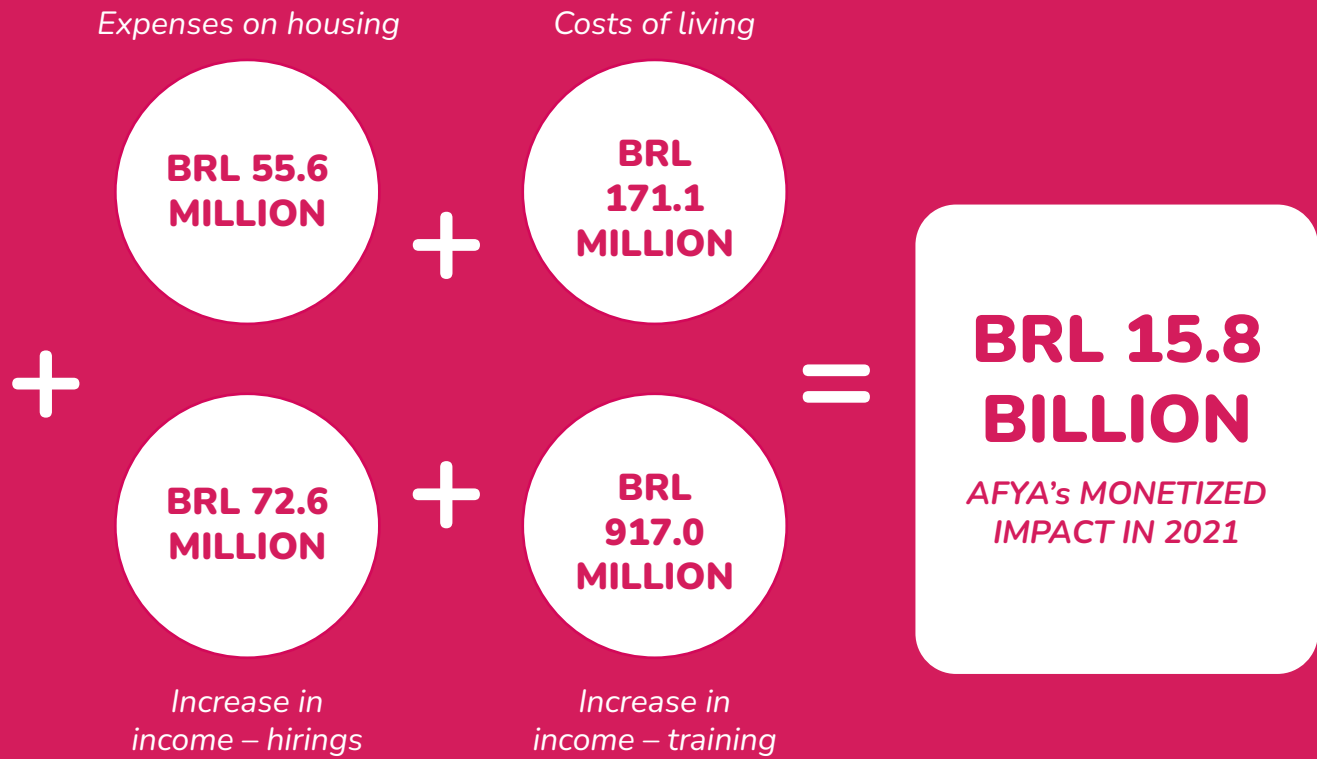 Expenses on housing
BRL 55.6
MILLION
+
Costs of living
BRL
171.1
MILLION
+
BRL 72.6
MILLION
Increase in
income – hirings
+
BRL
917.0
MILLION
Increase in
income – training
=
BRL 15.8
BILLION
AFYA's MONETIZED
IMPACT IN 2021